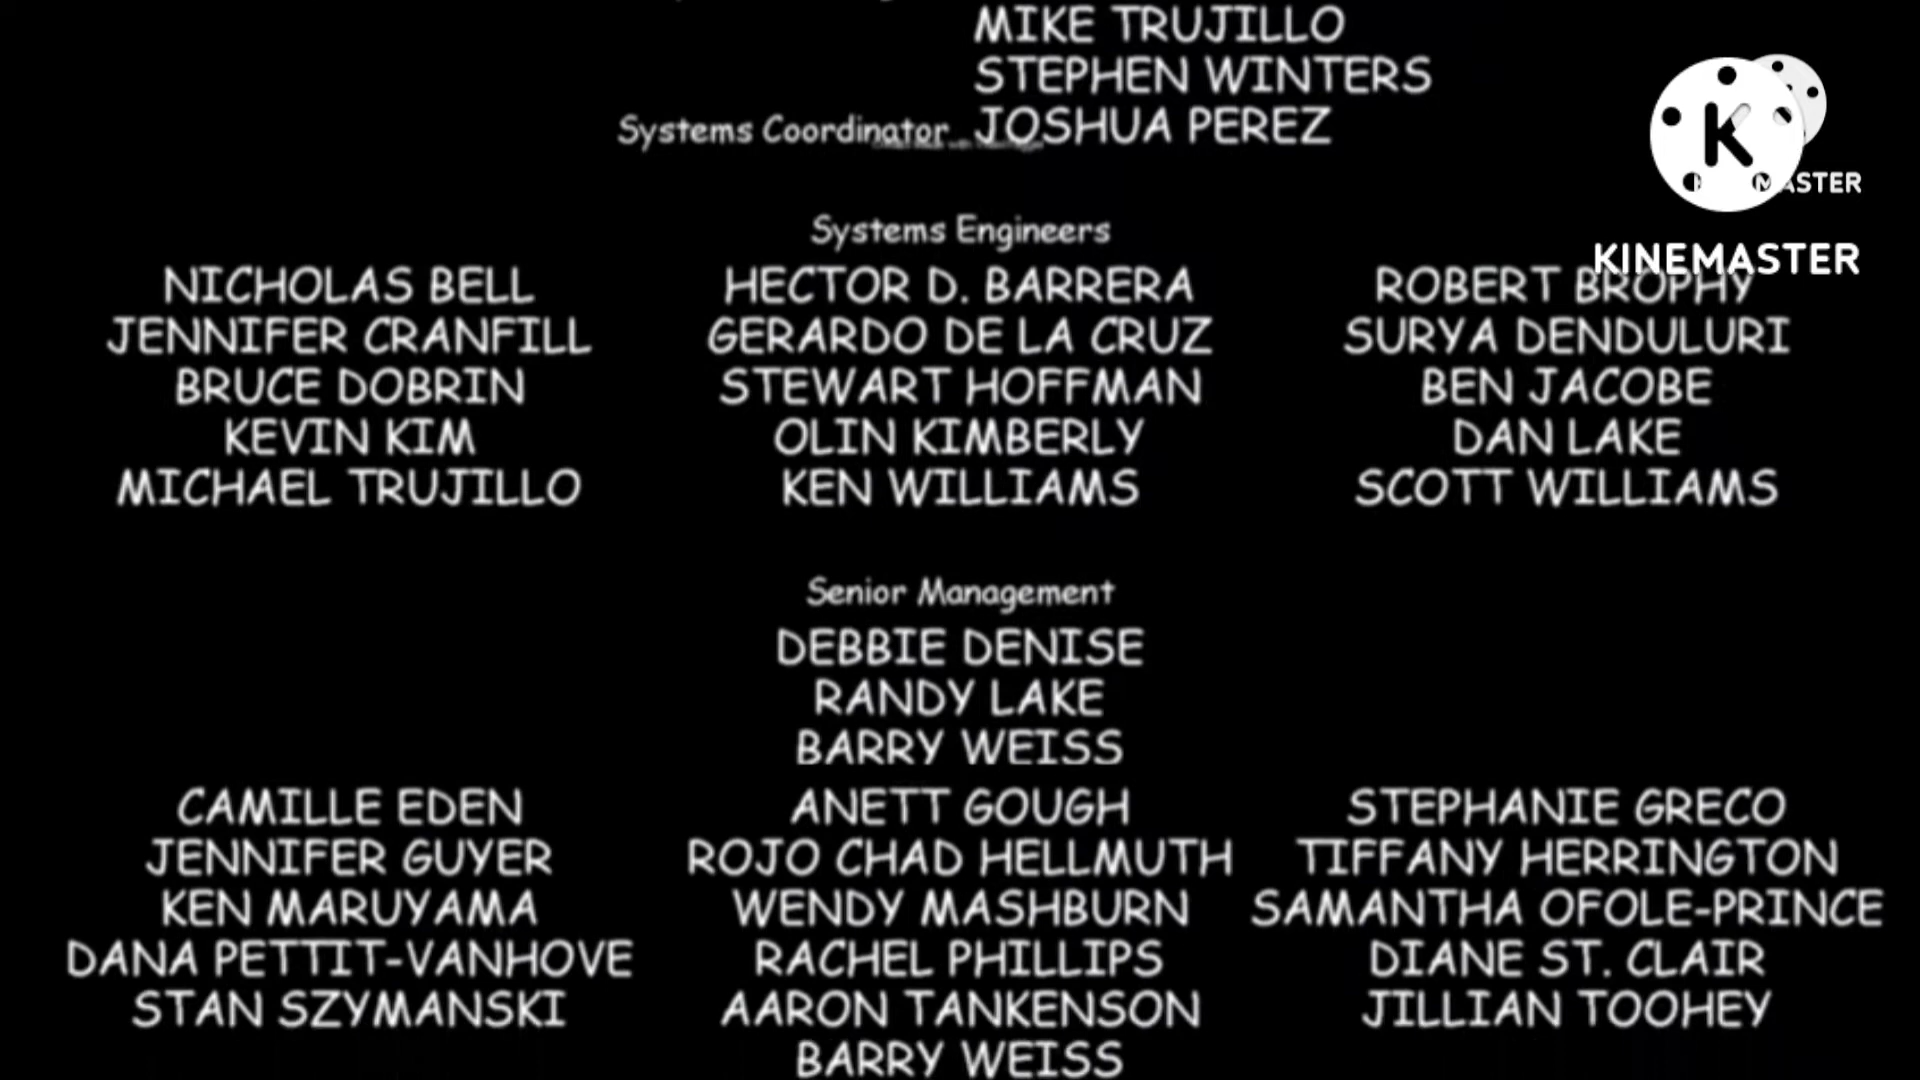 MIKE TRUJILLO
STEPHEN WINTERS
Systems Coordinator JOSHUA PEREZ
Systems Engineers
NICHOLAS BELL HECTOR D. BARRERA ROBERT BROPHY
JENNIFER CRANFILL GERARDO DE LA CRUZ SURYA DENDULURI
BRUCE DOBRIN STEWART HOFFMAN BEN JACOBE
KEVIN KIM OLIN KIMBERLY DAN LAKE
MICHAEL TRUJILLO KEN WILLIAMS SCOTT WILLIAMS
Senior Management
DEBBIE DENISE
RANDY LAKE
BARRY WEISS
CAMILLE EDEN ANETT GOUGH STEPHANIE GRECO
JENNIFER GUYER ROJO CHAD HELLMUTH TIFFANY HERRINGTON
KEN MARUYAMA WENDY MASHBURN SAMANTHA OFOLE-PRINCE
DANA PETTIT-VANHOVE RACHEL PHILLIPS DIANE ST. CLAIR
STAN SZYMANSKI AARON TANKENSON JILLIAN TOOHEY
BARRY WEISS
K
MASTER
KINEMASTER